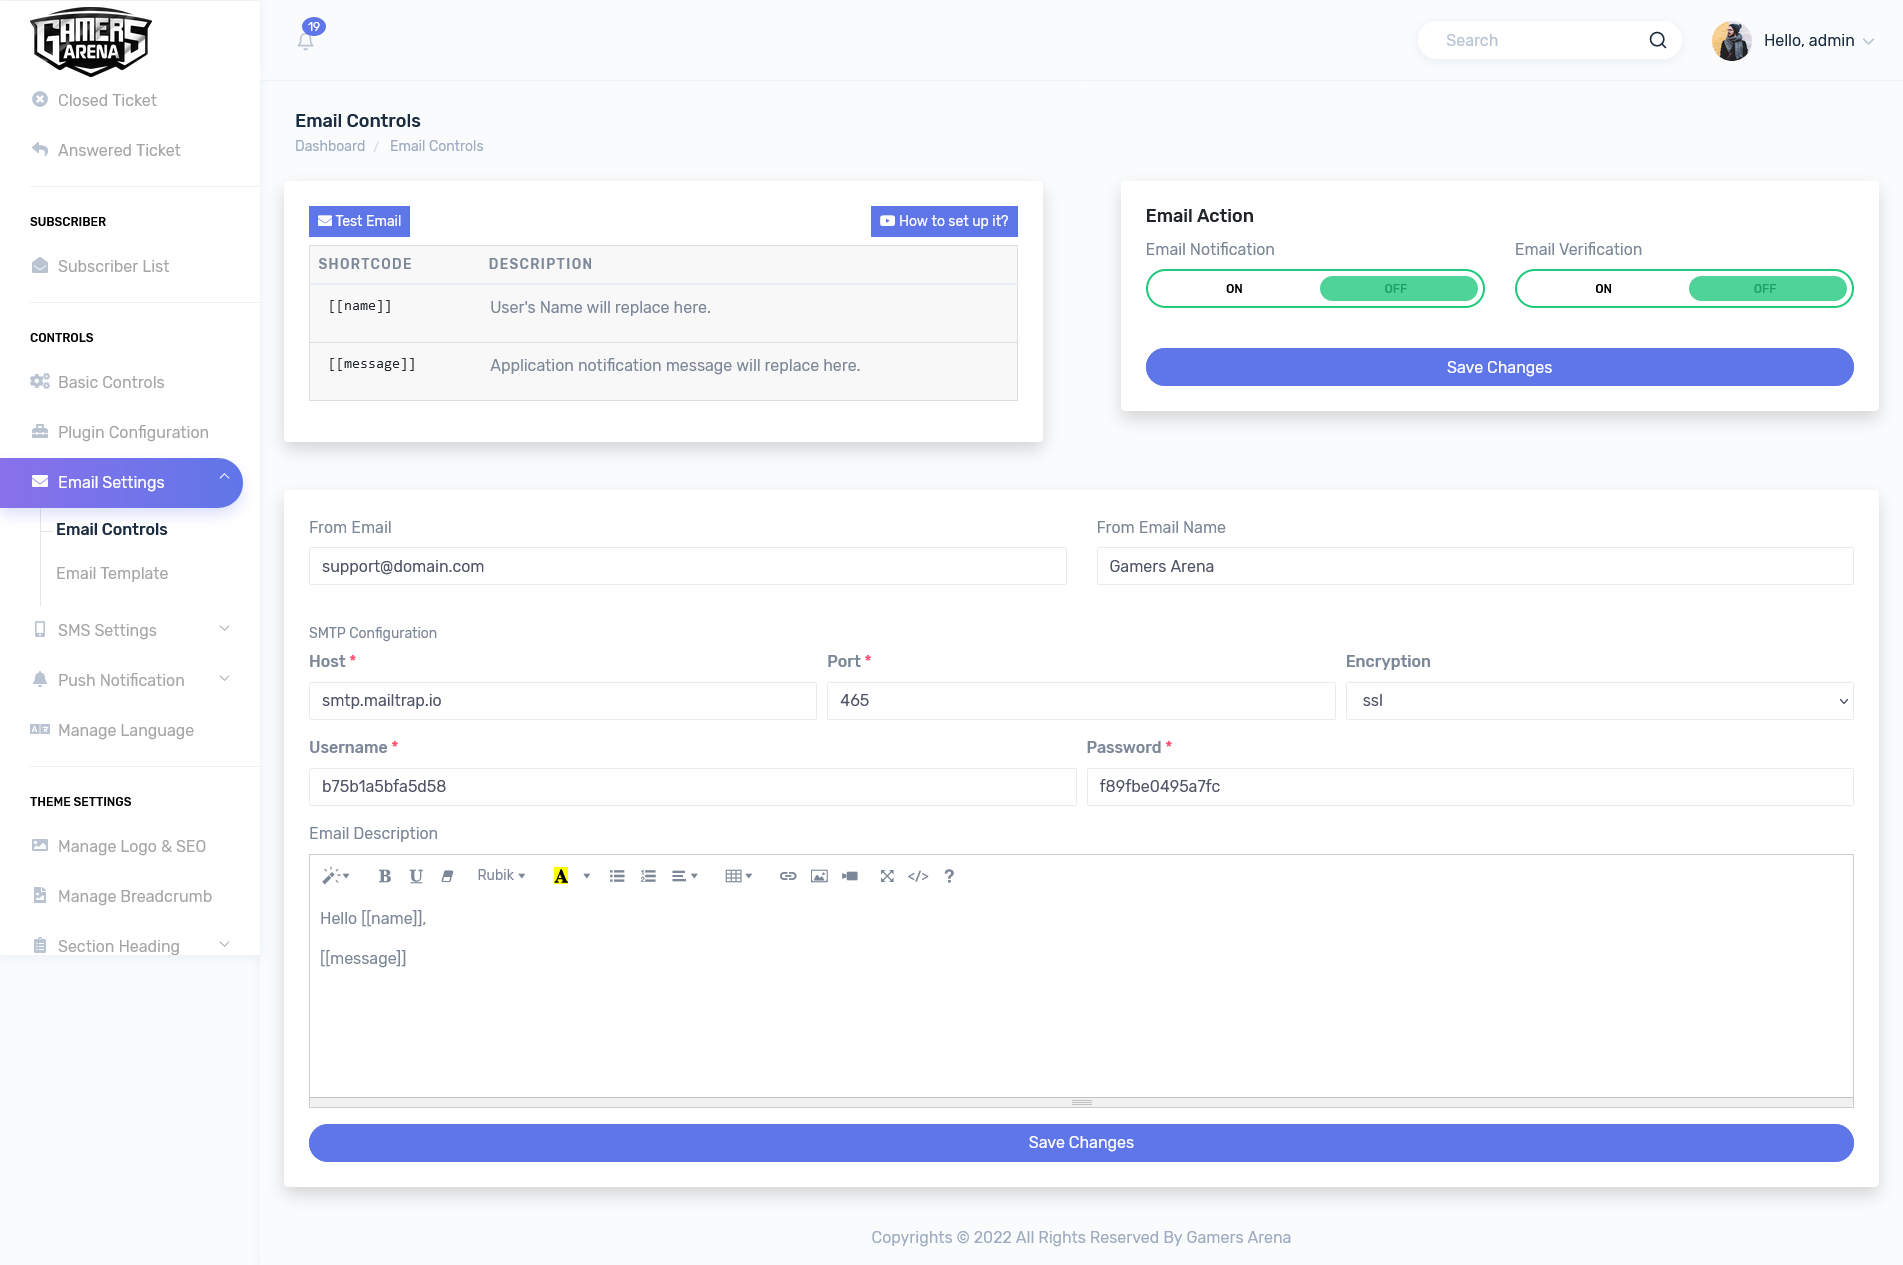 GAMERS
ARENA
Closed Ticket
Answered Ticket
SUBSCRIBER
Subscriber List
CONTROLS
Basic Controls
Plugin Configuration
Email Settings
Email Controls
Email Template
SMS Settings
Push Notification
Manage Language
THEME SETTINGS
Manage Logo & SEO
Manage Breadcrumb
Section Heading
19
Search
Hello, admin
Email Controls
Dashboard / Email Controls
Test Email
How to set up it?
SHORTCODE DESCRIPTION
[[name]] User's Name will replace here.
[[message]] Application notification message will replace here.
Email Action
Email Notification Email Verification
ON OFF ON OFF
Save Changes
From Email From Email Name
support@domain.com Gamers Arena
SMTP Configuration
Host * Port * Encryption
smtp.mailtrap.io 465 ssl
Username * Password *
b75b1a5bfa5d58 f89fbe0495a7fc
Email Description
B U Rubik A </> ?
Hello [[name]],
[[message]]
Save Changes
Copyrights © 2022 All Rights Reserved By Gamers Arena